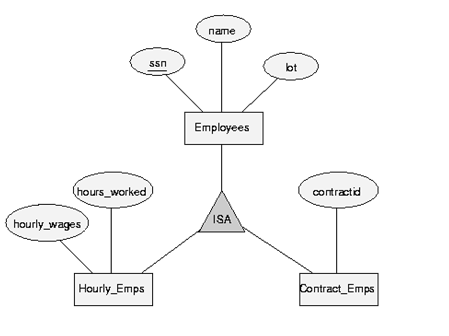 name
ssn
lot
Employees
ISA
hours_worked
contractid
hourly_wages
Hourly_Emps
Contract_Emps